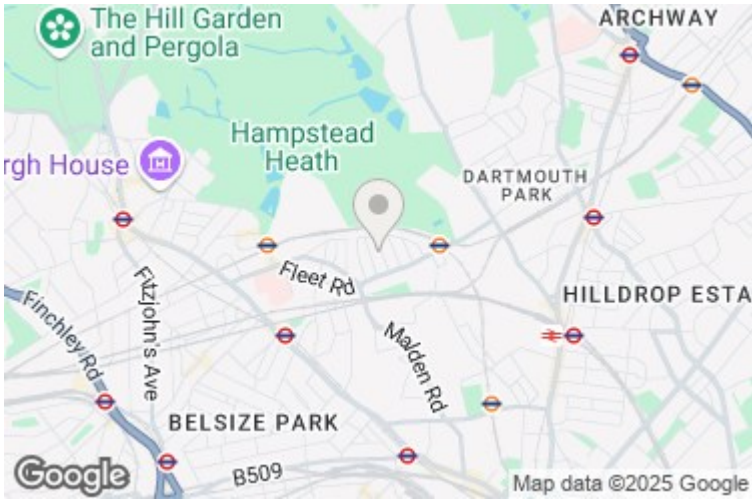 The Hill Garden
and Pergola
ARCHWAY
Hampstead
Heath
rgh House
DARTMOUTH
PARK
Fitzjohn's Ave
Fleet Rd
Finchley Rd
HILLDROP ESTA
Malden Rd
BELSIZE PARK
B509
Google
Map data ©2025 Google